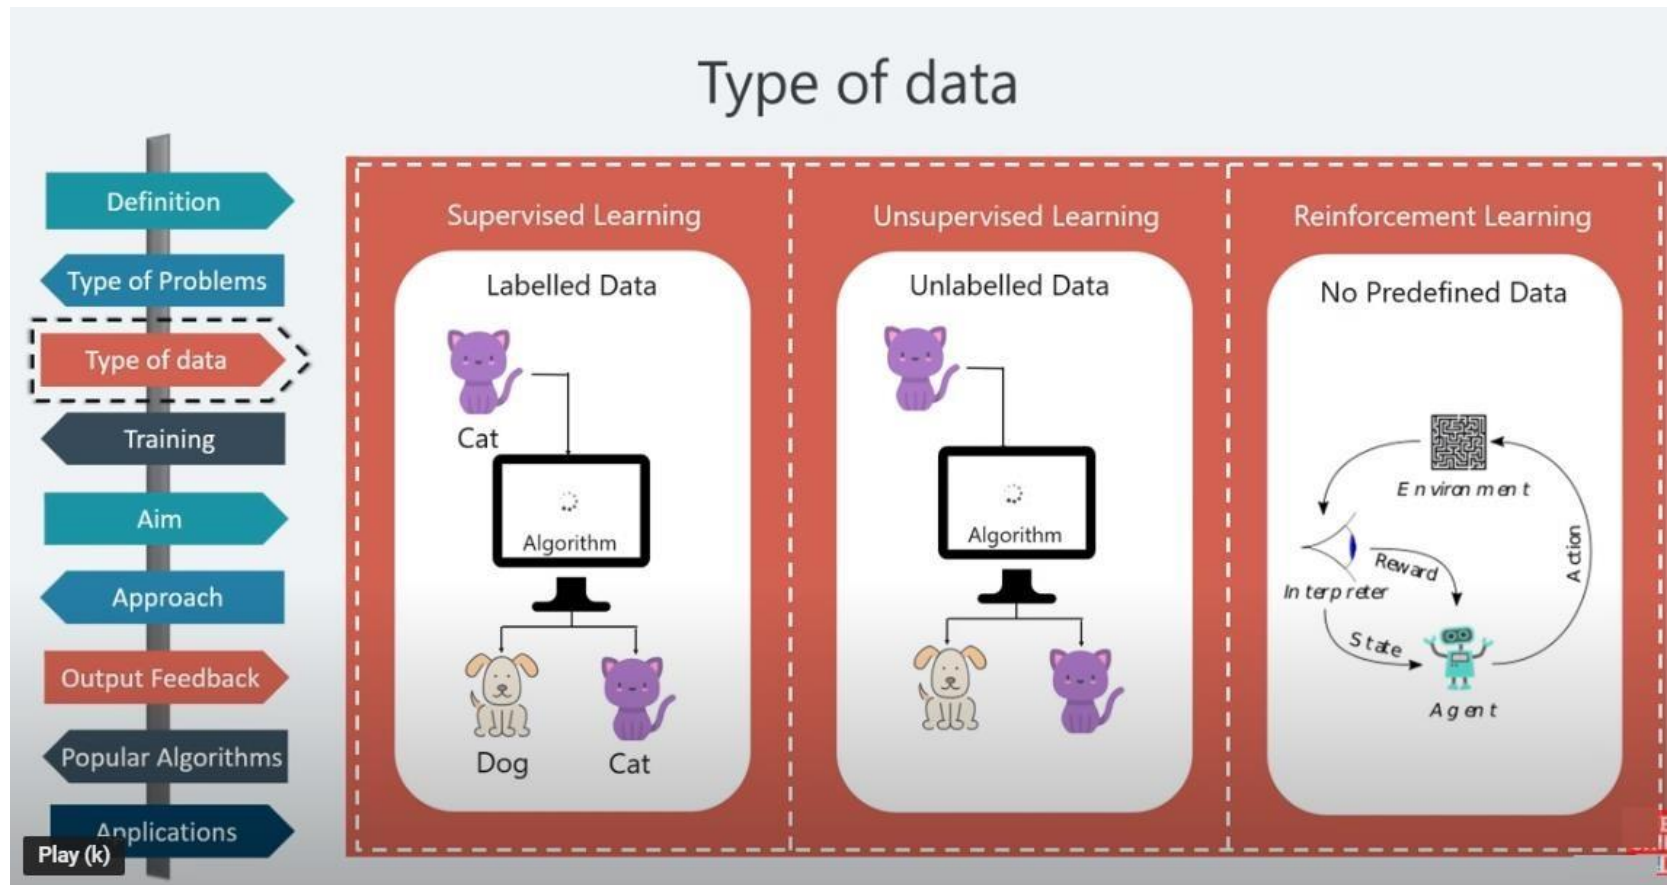 Type of data
Definition
Type of Problems
Type of data
Training
Aim
Approach
Output Feedback
Popular Algorithms
Applications
Play (k)
Supervised Learning
Labelled Data
Cat
Algorithm
Dog
Cat
Unsupervised Learning
Unlabelled Data
Algorithm
Reinforcement Learning
No Predefined Data
Environment
Reward
Interpreter
State
Action
Agent